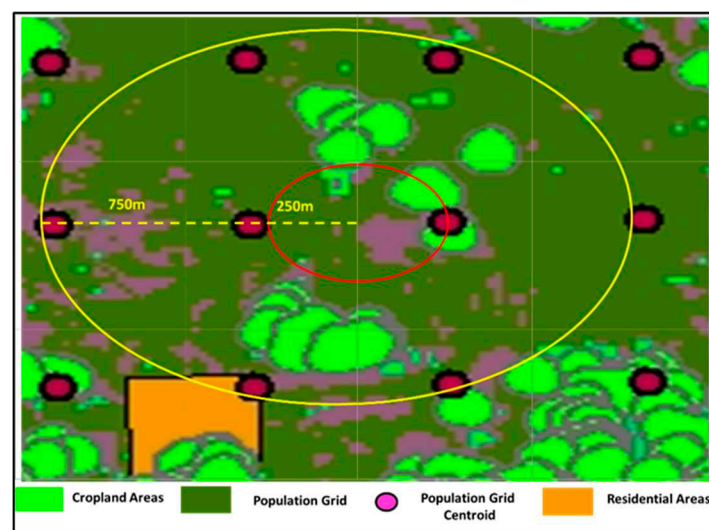 750m
250m
Cropland Areas
Population Grid
Population Grid
Centroid
Residential Areas